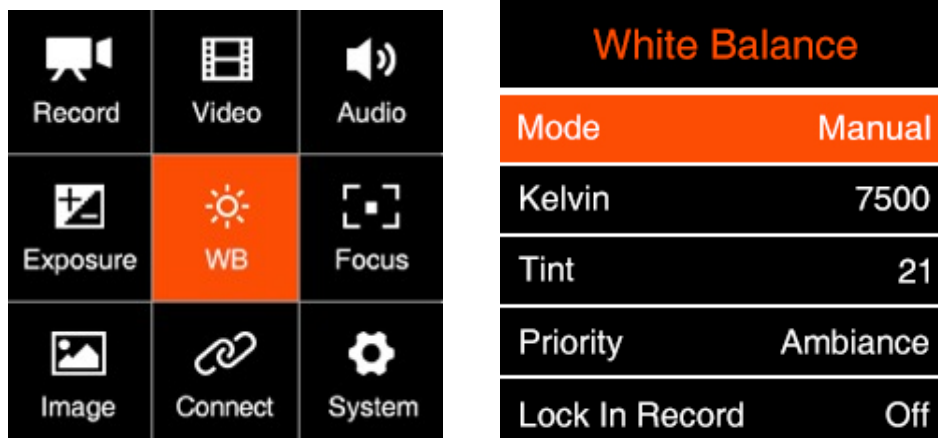 Record Video Audio
Exposure WB Focus
Image Connect System
White Balance
Mode Manual
Kelvin 7500
Tint 21
Priority Ambiance
Lock In Record Off